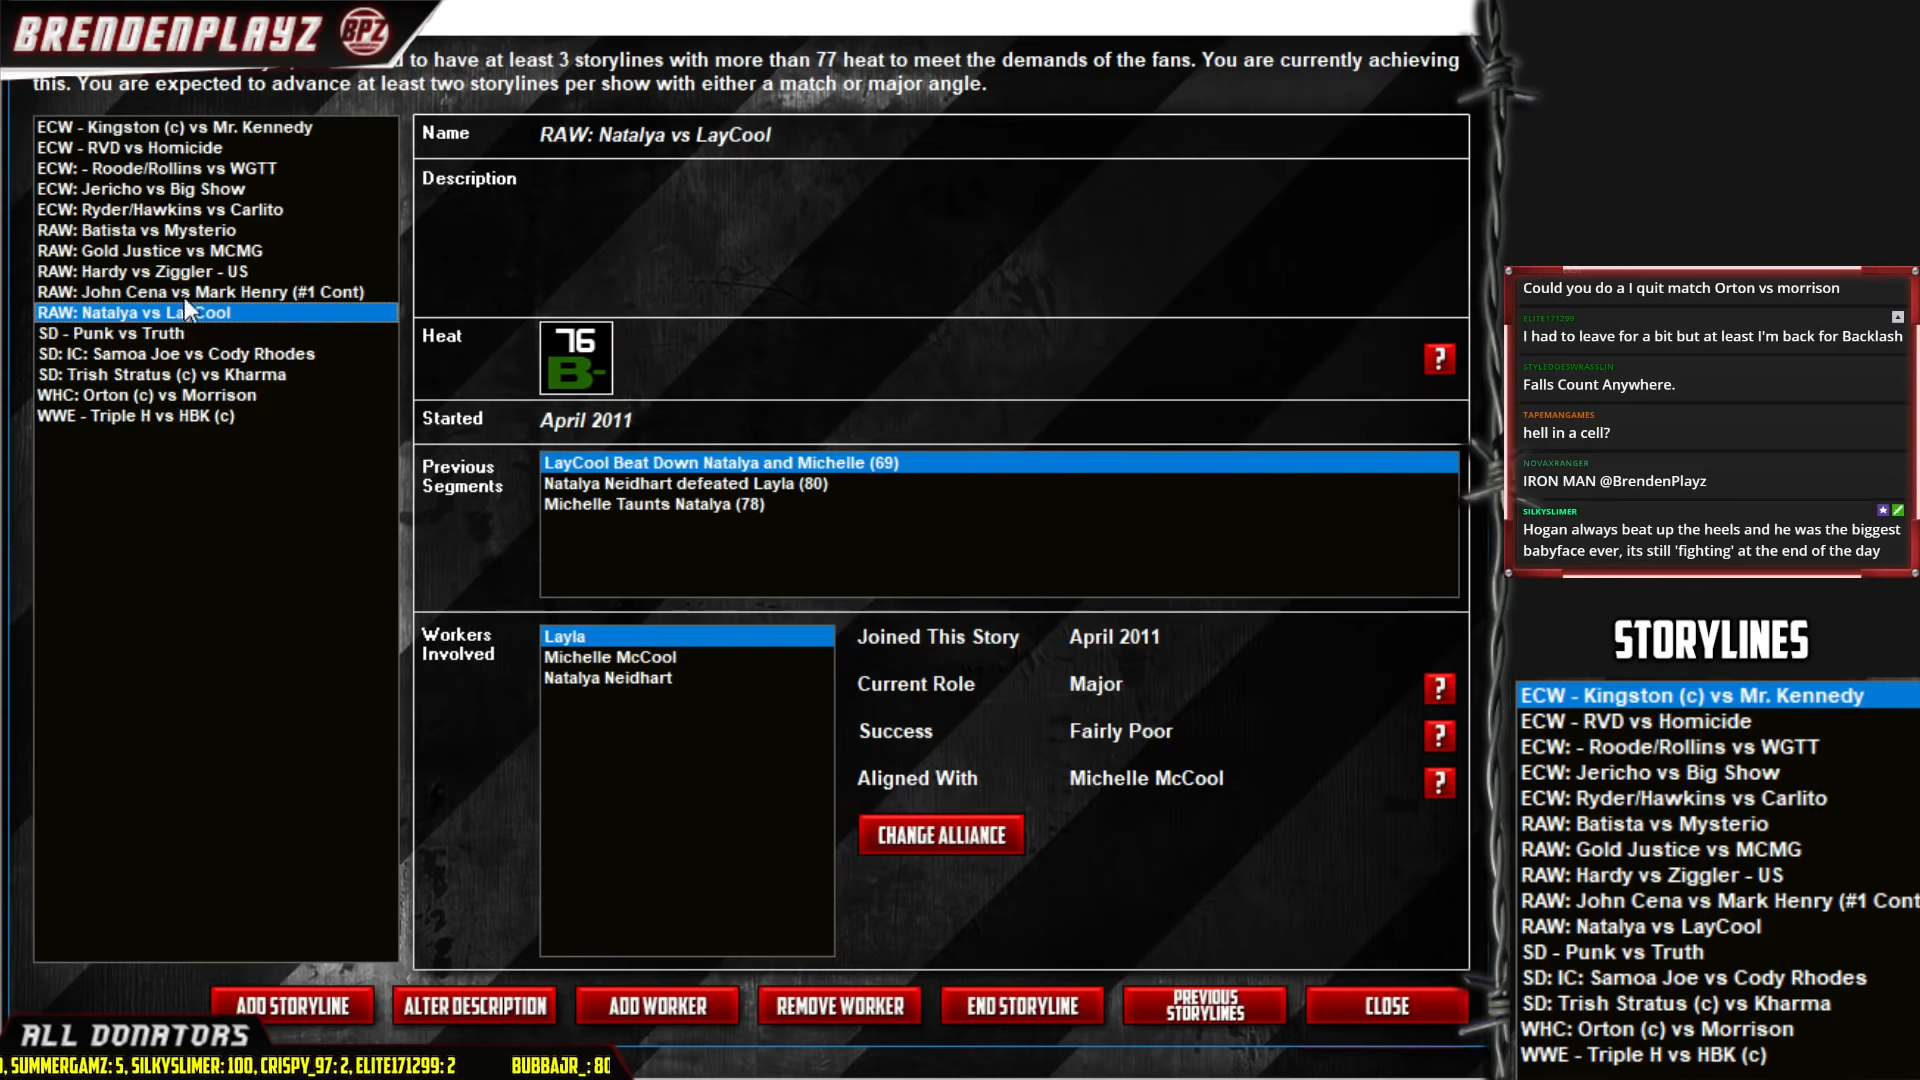 BRENDENPLAYZ BPZ
to have at least 3 storylines with more than 77 heat to meet the demands of the fans. You are currently achieving
this. You are expected to advance at least two storylines per show with either a match or major angle.
ECW - Kingston (c) vs Mr. Kennedy
ECW - RVD vs Homicide
ECW: - Roode/Rollins vs WGTT
ECW: Jericho vs Big Show
ECW: Ryder/Hawkins vs Carlito
RAW: Batista vs Mysterio
RAW: Gold Justice vs MCMG
RAW: Hardy vs Ziggler - US
RAW: John Cena vs Mark Henry (#1 Cont)
RAW: Natalya vs LayCool
SD - Punk vs Truth
SD: IC: Samoa Joe vs Cody Rhodes
SD: Trish Stratus (c) vs Kharma
WHC: Orton (c) vs Morrison
WWE - Triple H vs HBK (c)
Name RAW: Natalya vs LayCool
Description
Heat 76 B- ?
Started April 2011
Previous Segments
LayCool Beat Down Natalya and Michelle (69)
Natalya Neidhart defeated Layla (80)
Michelle Taunts Natalya (78)
Workers Involved
Layla
Michelle McCool
Natalya Neidhart
Joined This Story April 2011
Current Role Major ?
Success Fairly Poor ?
Aligned With Michelle McCool ?
CHANGE ALLIANCE
ADD STORYLINE ALTER DESCRIPTION ADD WORKER REMOVE WORKER END STORYLINE PREVIOUS STORYLINES CLOSE
ALL DONATORS
, SUMMERGAMZ: 5, SILKYSLIMER: 100, CRISPY_97: 2, ELITE171299: 2 BUBBAJR_: 80
Could you do a I quit match Orton vs morrison
ELITE171299
I had to leave for a bit but at least I'm back for Backlash
STYLEDOESWRASSLIN
Falls Count Anywhere.
TAPEMANGAMES
hell in a cell?
NOVAXRANGER
IRON MAN @BrendenPlayz
SILKYSLIMER
Hogan always beat up the heels and he was the biggest
babyface ever, its still 'fighting' at the end of the day
STORYLINES
ECW - Kingston (c) vs Mr. Kennedy
ECW - RVD vs Homicide
ECW: - Roode/Rollins vs WGTT
ECW: Jericho vs Big Show
ECW: Ryder/Hawkins vs Carlito
RAW: Batista vs Mysterio
RAW: Gold Justice vs MCMG
RAW: Hardy vs Ziggler - US
RAW: John Cena vs Mark Henry (#1 Cont
RAW: Natalya vs LayCool
SD - Punk vs Truth
SD: IC: Samoa Joe vs Cody Rhodes
SD: Trish Stratus (c) vs Kharma
WHC: Orton (c) vs Morrison
WWE - Triple H vs HBK (c)